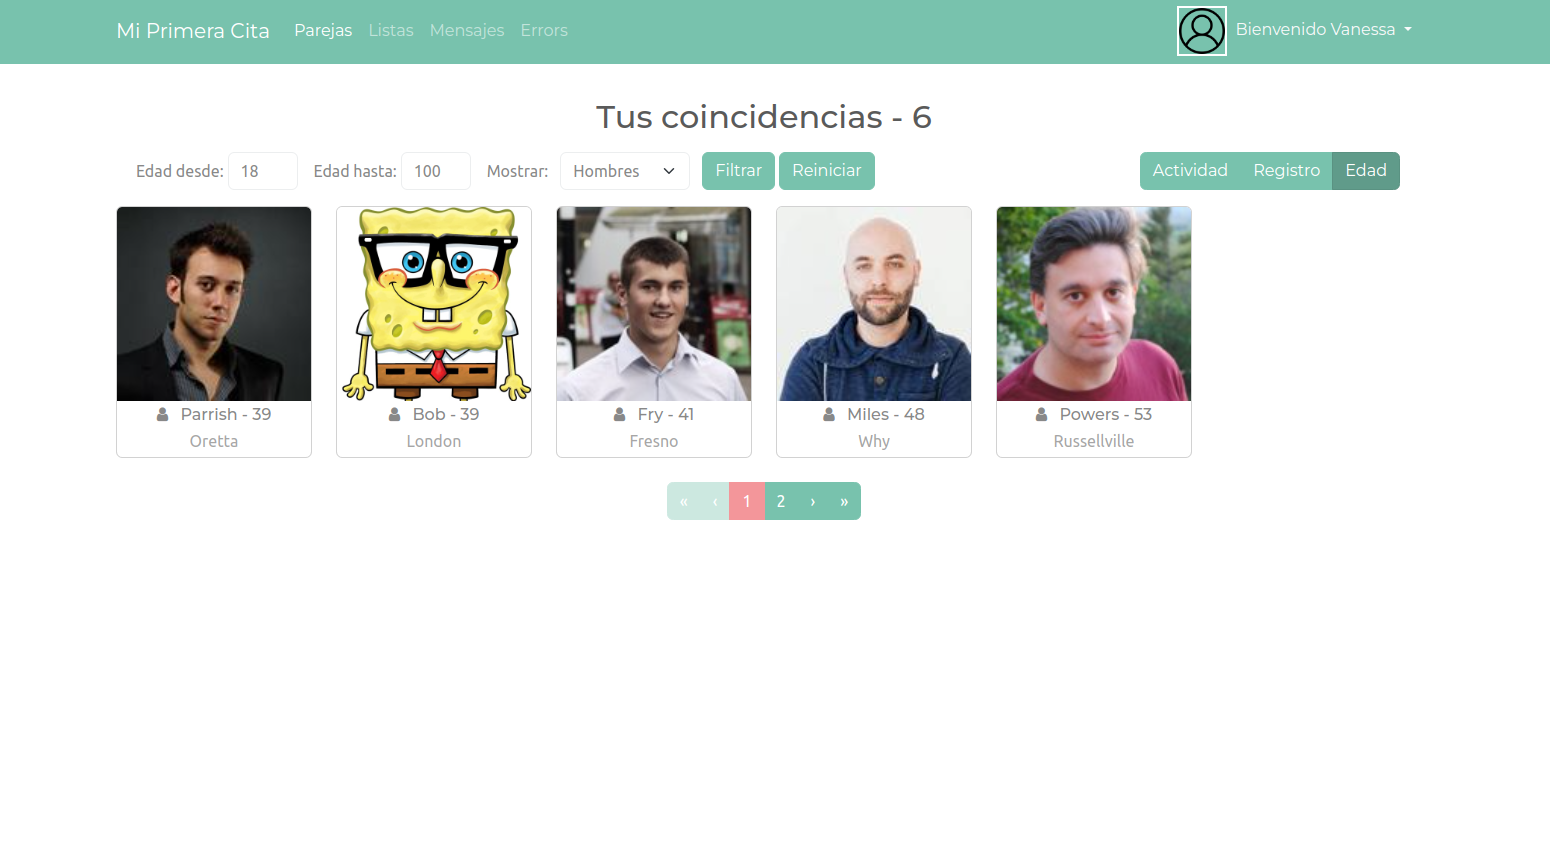 Mi Primera Cita Parejas Listas Mensajes Errors Bienvenido Vanessa
Tus coincidencias - 6
Edad desde: 18 Edad hasta: 100 Mostrar: Hombres Filtrar Reiniciar Actividad Registro Edad
Parrish - 39
Oretta
Bob - 39
London
Fry - 41
Fresno
Miles - 48
Why
Powers - 53
Russellville
« ‹ 1 2 › »